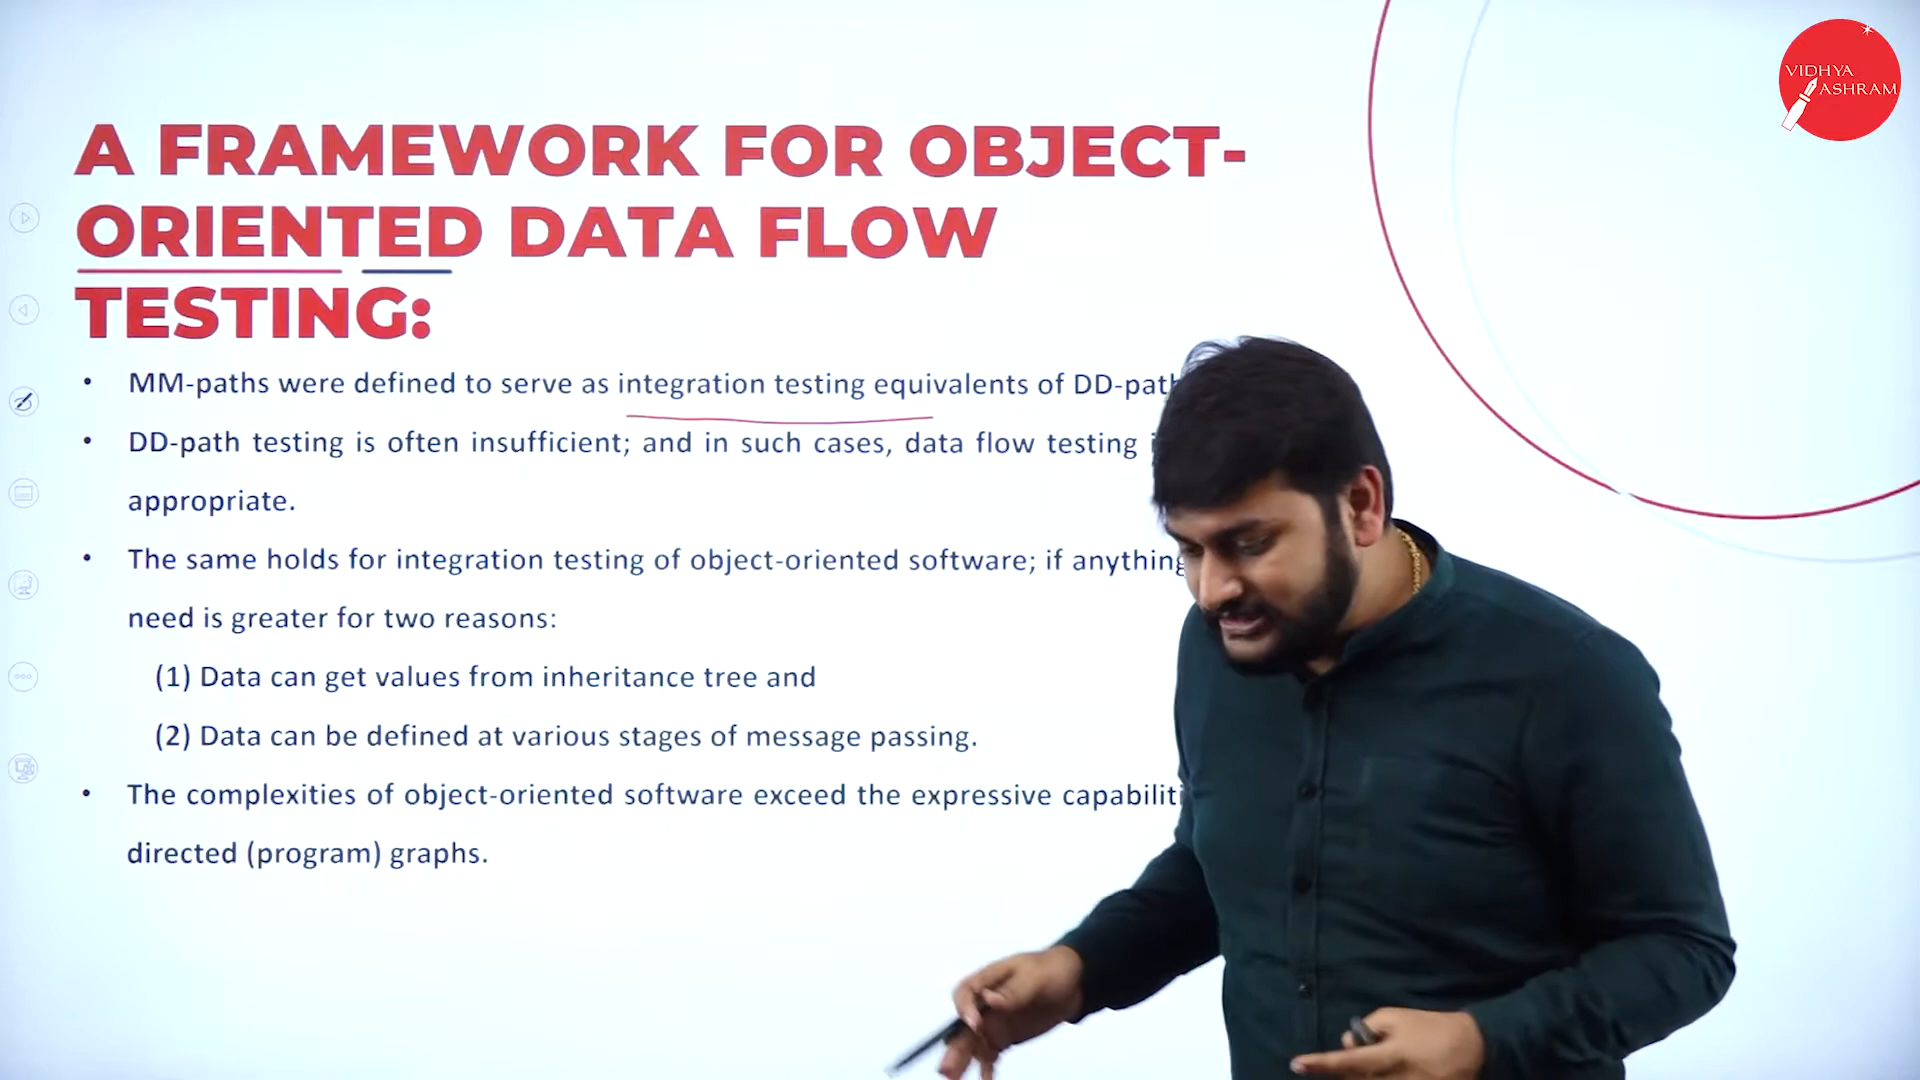 VIDHYA
ASHRAM
A FRAMEWORK FOR OBJECT-
ORIENTED DATA FLOW
TESTING:
• MM-paths were defined to serve as integration testing equivalents of
• DD-path testing is often insufficient; and in such cases, data flow testing
appropriate.
• The same holds for integration testing of object-oriented software; if anything
need is greater for two reasons:
(1) Data can get values from inheritance tree and
(2) Data can be defined at various stages of message passing.
• The complexities of object-oriented software exceed the expressive
directed (program) graphs.